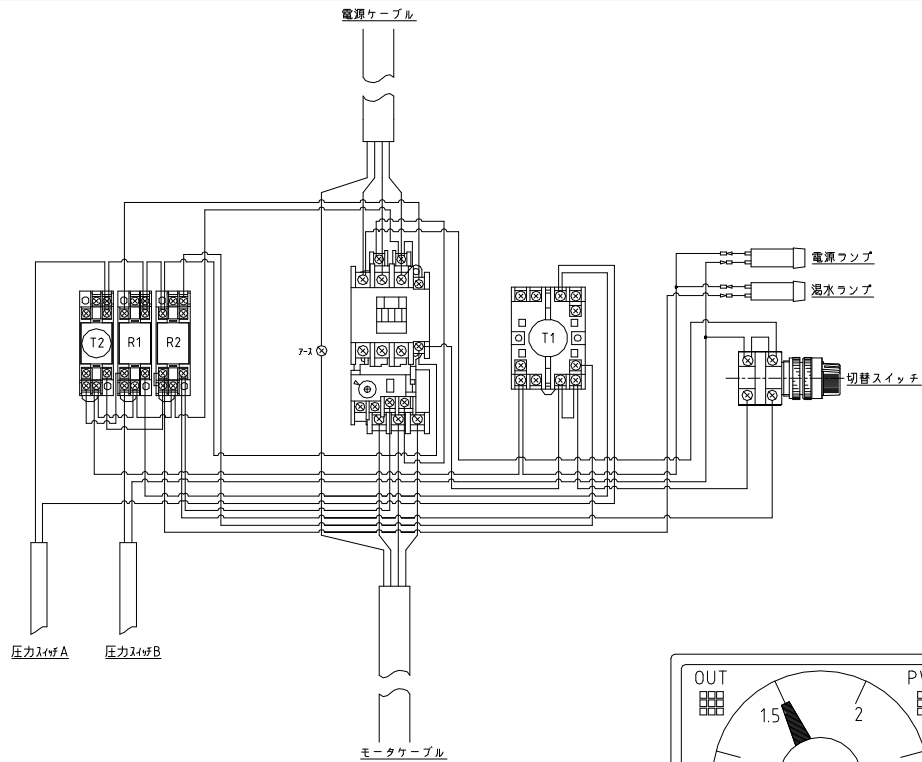 電源ケーブル
電源ランプ
渇水ランプ
T2
R1
R2
アース
T1
切替スイッチ
圧力スイッチA
圧力スイッチB
OUT
1.5
2
モータケーブル